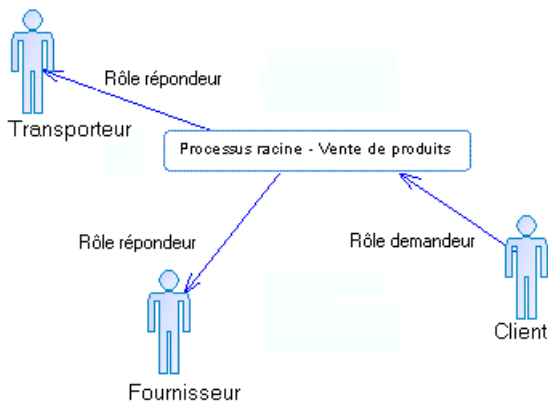 Rôle répondeur
Transporteur
Processus racine - Vente de produits
Rôle répondeur
Rôle demandeur
Client
Fournisseur